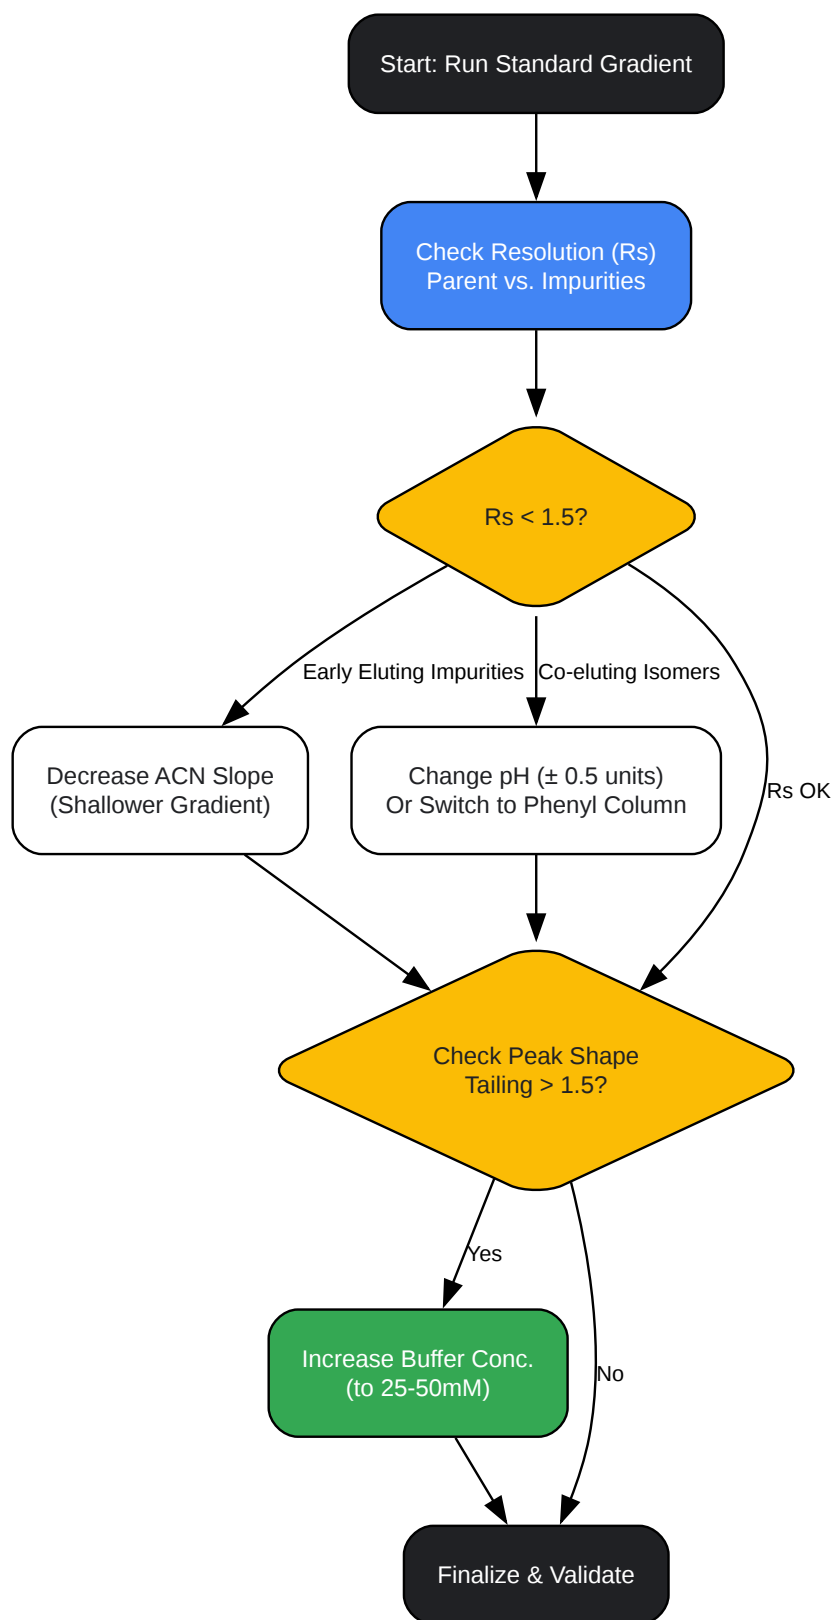 Start: Run Standard Gradient
Check Resolution (Rs)
Parent vs. Impurities
Rs < 1.5?
Early Eluting Impurities
Co-eluting Isomers
Decrease ACN Slope
(Shallower Gradient)
Change pH (± 0.5 units)
Or Switch to Phenyl Column
Rs OK
Check Peak Shape
Tailing > 1.5?
Yes
Increase Buffer Conc.
(to 25-50mM)
No
Finalize & Validate